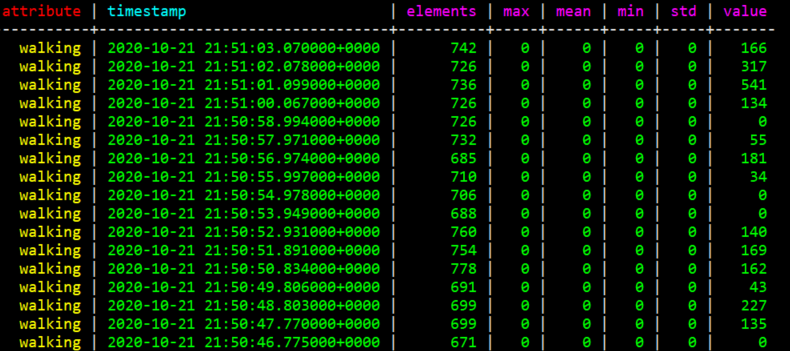 attribute | timestamp | elements | max | mean | min | std | value
walking | 2020-10-21 21:51:03.070000+0000 | 742 | 0 | 0 | 0 | 0 | 166
walking | 2020-10-21 21:51:02.078000+0000 | 726 | 0 | 0 | 0 | 0 | 317
walking | 2020-10-21 21:51:01.099000+0000 | 736 | 0 | 0 | 0 | 0 | 541
walking | 2020-10-21 21:51:00.067000+0000 | 726 | 0 | 0 | 0 | 0 | 134
walking | 2020-10-21 21:50:58.994000+0000 | 726 | 0 | 0 | 0 | 0 | 0
walking | 2020-10-21 21:50:57.971000+0000 | 732 | 0 | 0 | 0 | 0 | 55
walking | 2020-10-21 21:50:56.974000+0000 | 685 | 0 | 0 | 0 | 0 | 181
walking | 2020-10-21 21:50:55.997000+0000 | 710 | 0 | 0 | 0 | 0 | 34
walking | 2020-10-21 21:50:54.978000+0000 | 706 | 0 | 0 | 0 | 0 | 0
walking | 2020-10-21 21:50:53.949000+0000 | 688 | 0 | 0 | 0 | 0 | 0
walking | 2020-10-21 21:50:52.931000+0000 | 760 | 0 | 0 | 0 | 0 | 140
walking | 2020-10-21 21:50:51.891000+0000 | 754 | 0 | 0 | 0 | 0 | 169
walking | 2020-10-21 21:50:50.834000+0000 | 778 | 0 | 0 | 0 | 0 | 162
walking | 2020-10-21 21:50:49.806000+0000 | 691 | 0 | 0 | 0 | 0 | 43
walking | 2020-10-21 21:50:48.803000+0000 | 699 | 0 | 0 | 0 | 0 | 227
walking | 2020-10-21 21:50:47.770000+0000 | 699 | 0 | 0 | 0 | 0 | 135
walking | 2020-10-21 21:50:46.775000+0000 | 671 | 0 | 0 | 0 | 0 | 0